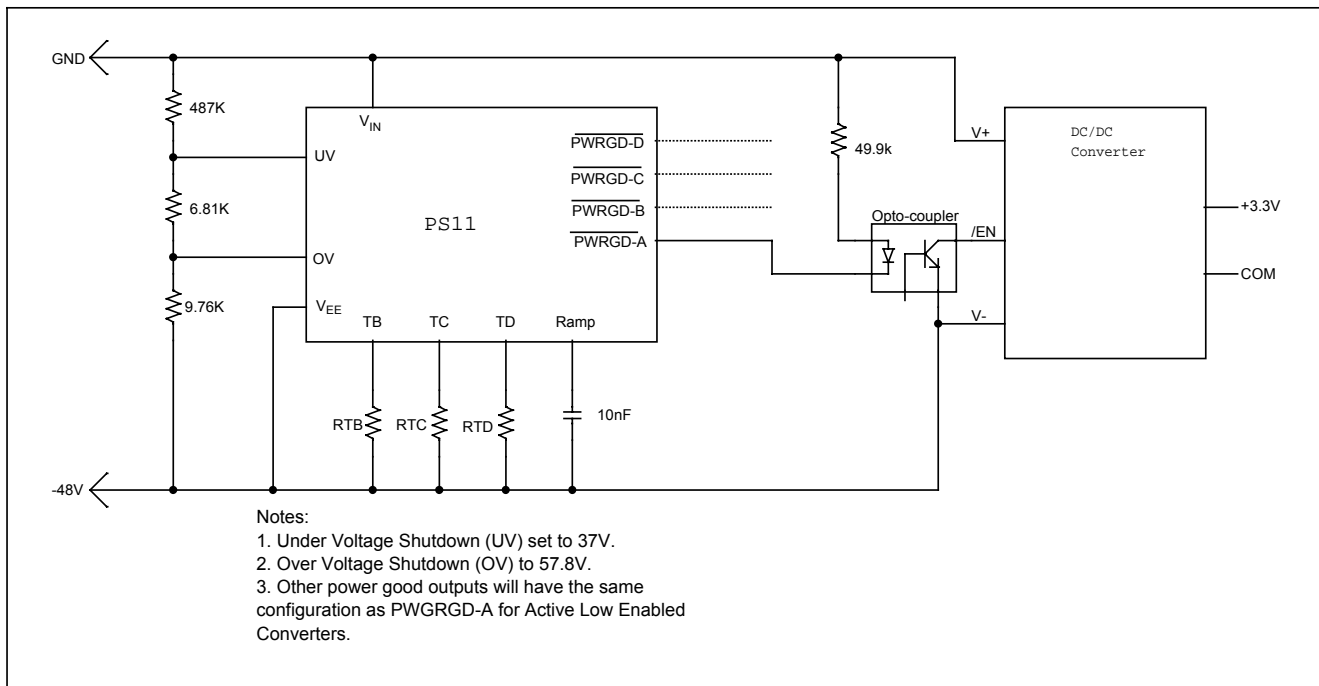 GND
487K
6.81K
9.76K
-48V
VIN
UV
OV
VEE
PS11
PWRGD-D
PWRGD-C
PWRGD-B
PWRGD-A
TB
TC
TD
Ramp
RTB
RTC
RTD
10nF
49.9k
Opto-coupler
V+
/EN
V-
DC/DC
Converter
+3.3V
COM
Notes:
1. Under Voltage Shutdown (UV) set to 37V.
2. Over Voltage Shutdown (OV) to 57.8V.
3. Other power good outputs will have the same
configuration as PWGRGD-A for Active Low Enabled
Converters.